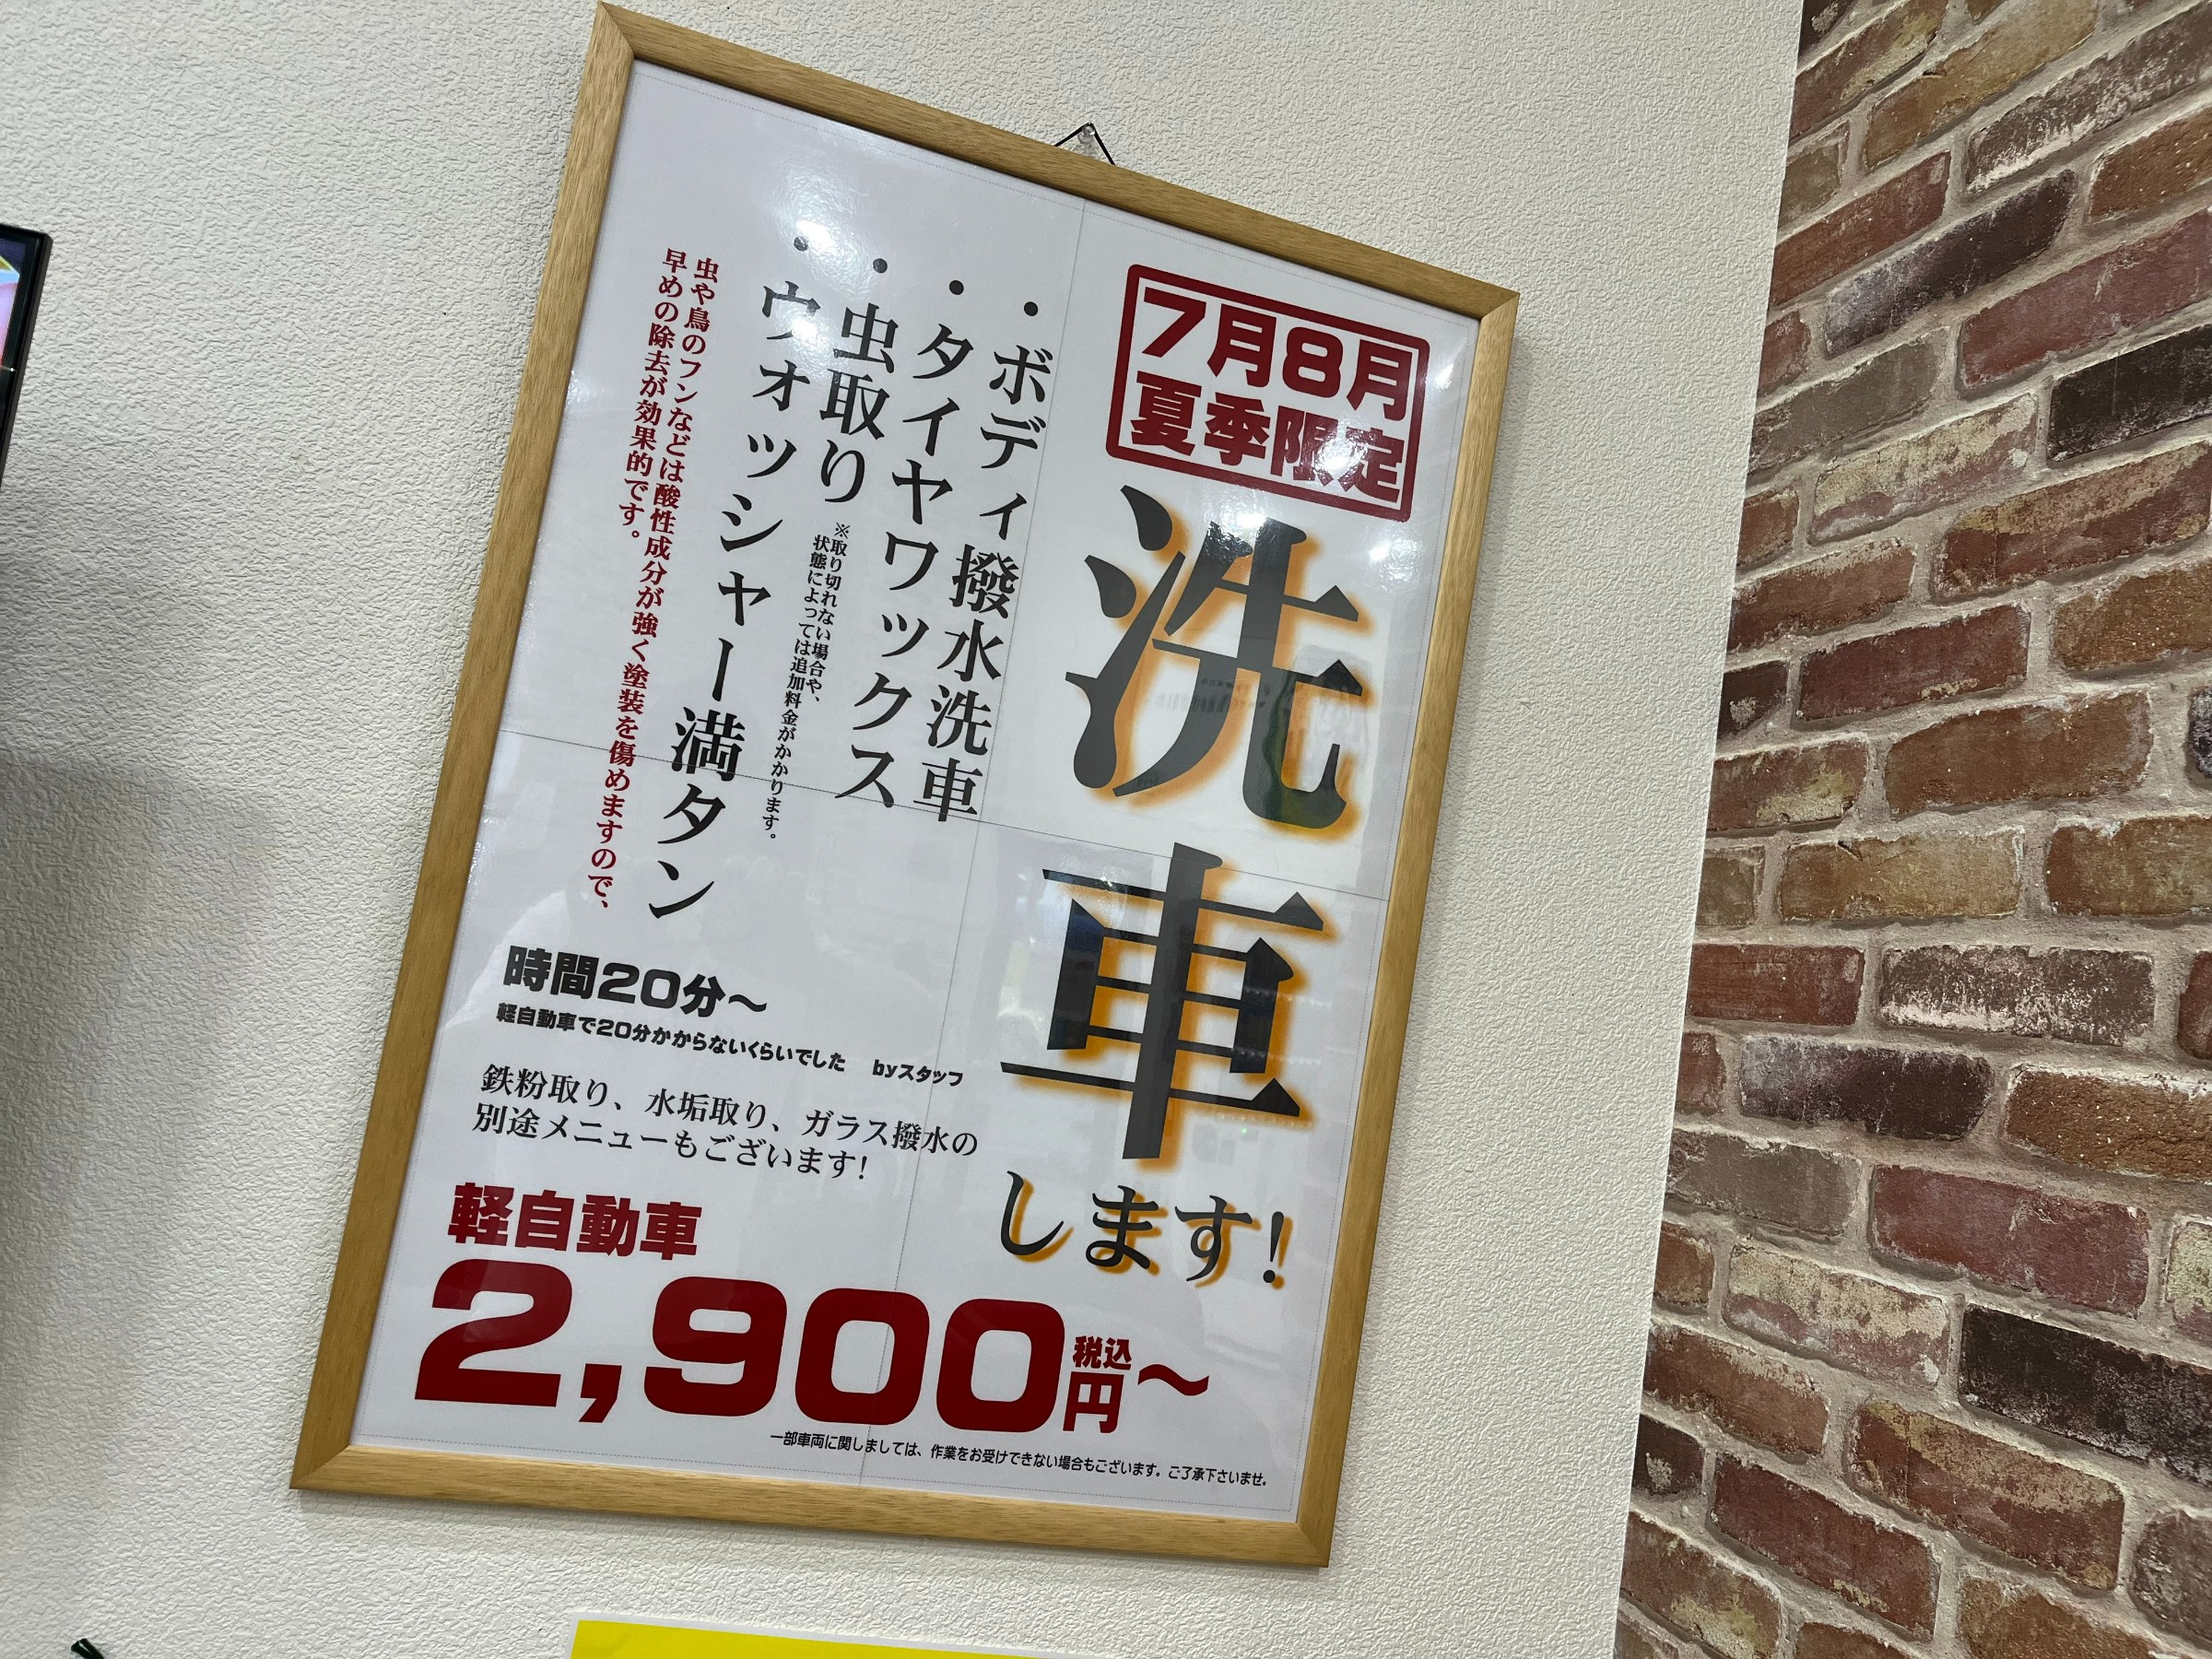 7月8月
夏季限定
洗車
します!
・ボディ撥水洗車
・タイヤワックス
・虫取り
※取り切れない場合や、
状態によっては追加料金がかかります。
・ウォッシャー満タン
虫や鳥のフンなどは酸性成分が強く塗装を傷めますので、
早めの除去が効果的です。
時間20分～
軽自動車で20分かからないくらいでした　byスタッフ
鉄粉取り、水垢取り、ガラス撥水の
別途メニューもございます!
軽自動車
2,900円税込～
一部車両に関しましては、作業をお受けできない場合もございます。ご了承下さいませ。